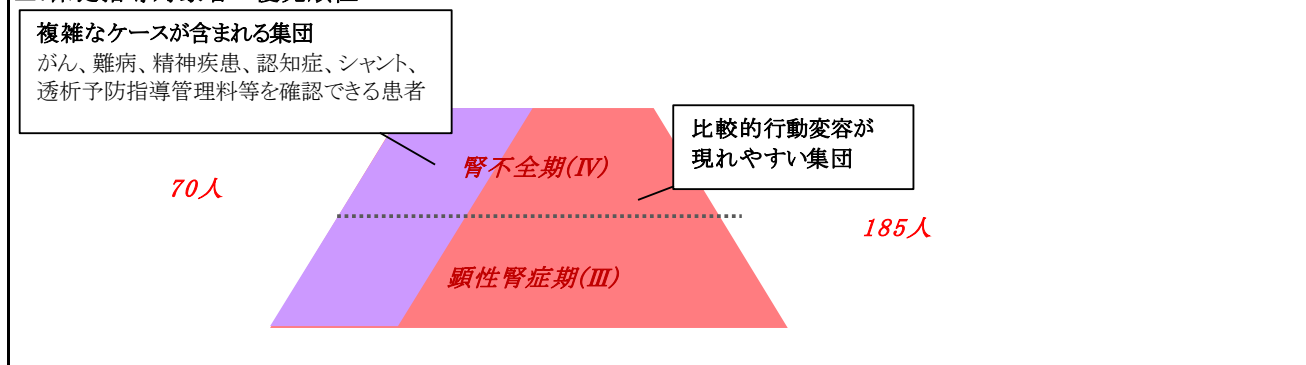 複雑なケースが含まれる集団
がん、難病、精神疾患、認知症、シャント、
透析予防指導管理料等を確認できる患者
比較的行動変容が
現れやすい集団
腎不全期(Ⅳ)
70人
185人
顕性腎症期(Ⅲ)